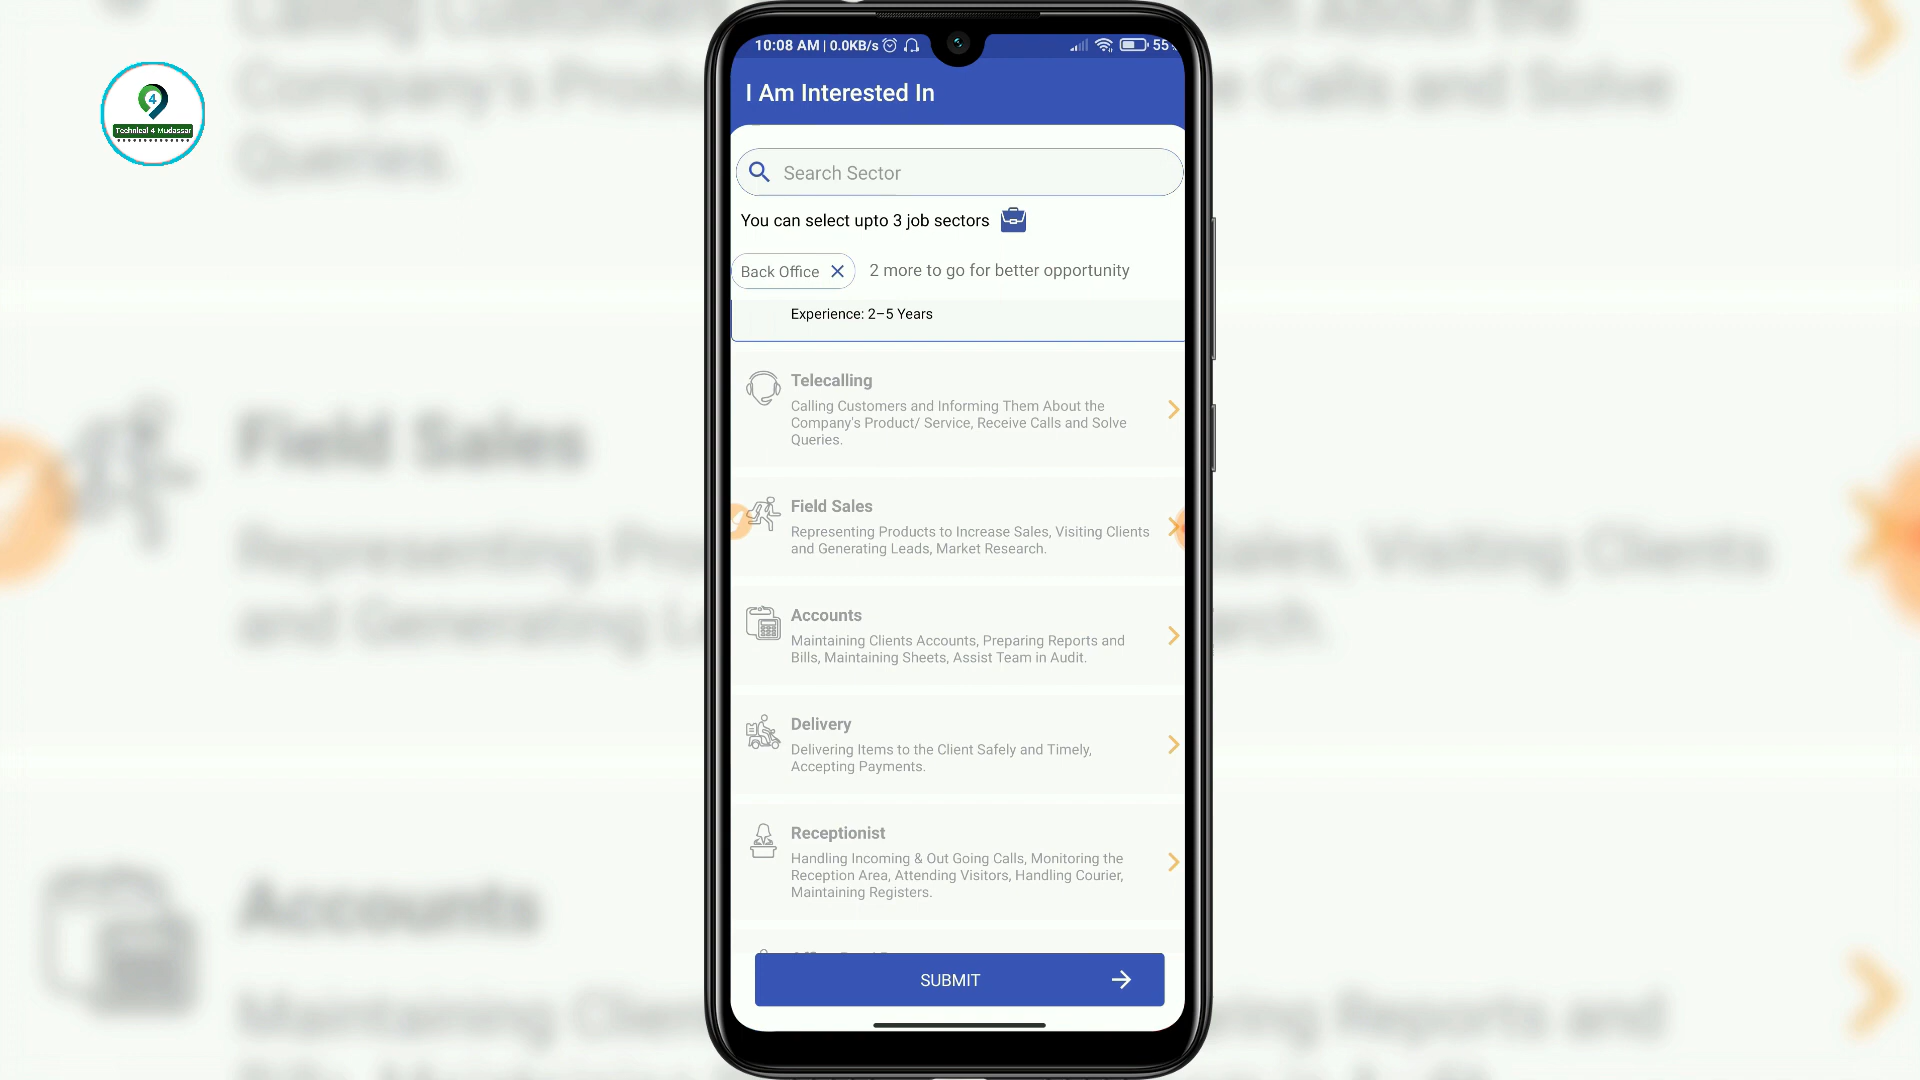 10:08 AM | 0.0KB/s
55
I Am Interested In
Technical 4 Mudassar
Search Sector
You can select upto 3 job sectors
Back Office
2 more to go for better opportunity
Experience: 2–5 Years
Telecalling
Calling Customers and Informing Them About the
Company's Product/ Service, Receive Calls and Solve
Queries.
Field Sales
Representing Products to Increase Sales, Visiting Clients
and Generating Leads, Market Research.
Accounts
Maintaining Clients Accounts, Preparing Reports and
Bills, Maintaining Sheets, Assist Team in Audit.
Delivery
Delivering Items to the Client Safely and Timely,
Accepting Payments.
Receptionist
Handling Incoming & Out Going Calls, Monitoring the
Reception Area, Attending Visitors, Handling Courier,
Maintaining Registers.
SUBMIT